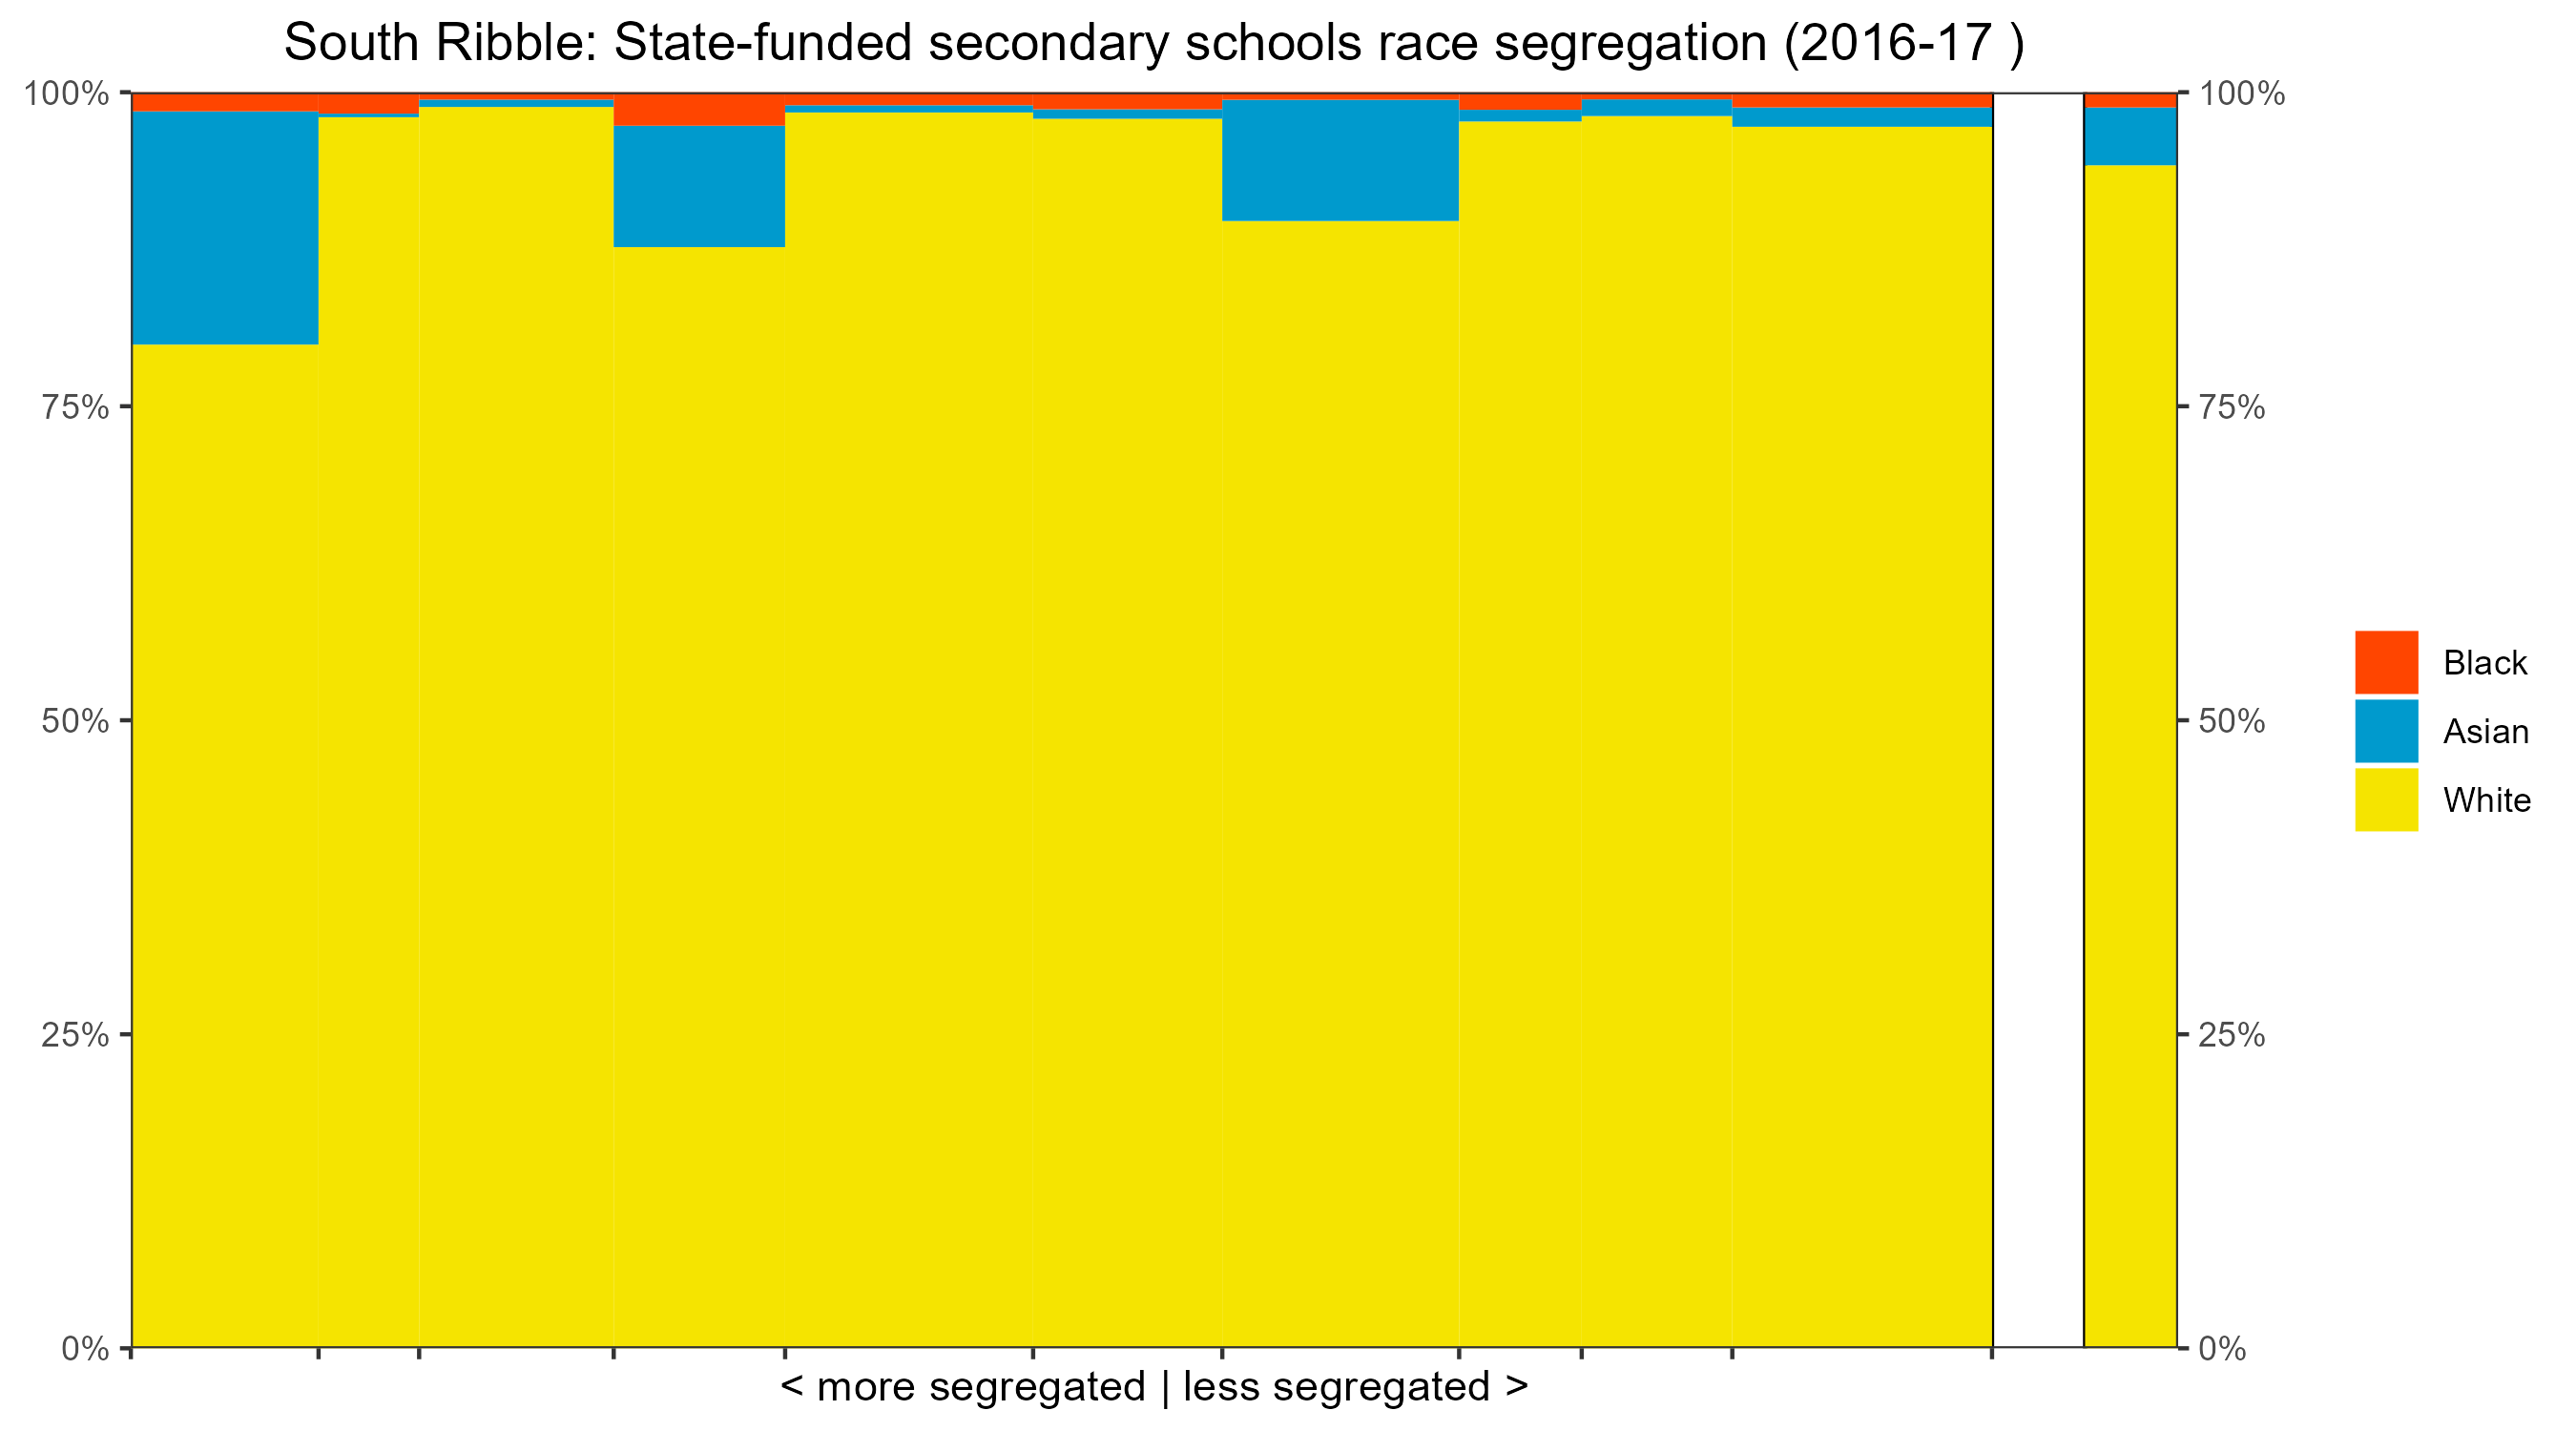 South Ribble: State-funded secondary schools race segregation (2016-17 )
100%
75%
50%
25%
0%
100%
75%
50%
25%
0%
Black
Asian
White
< more segregated | less segregated >